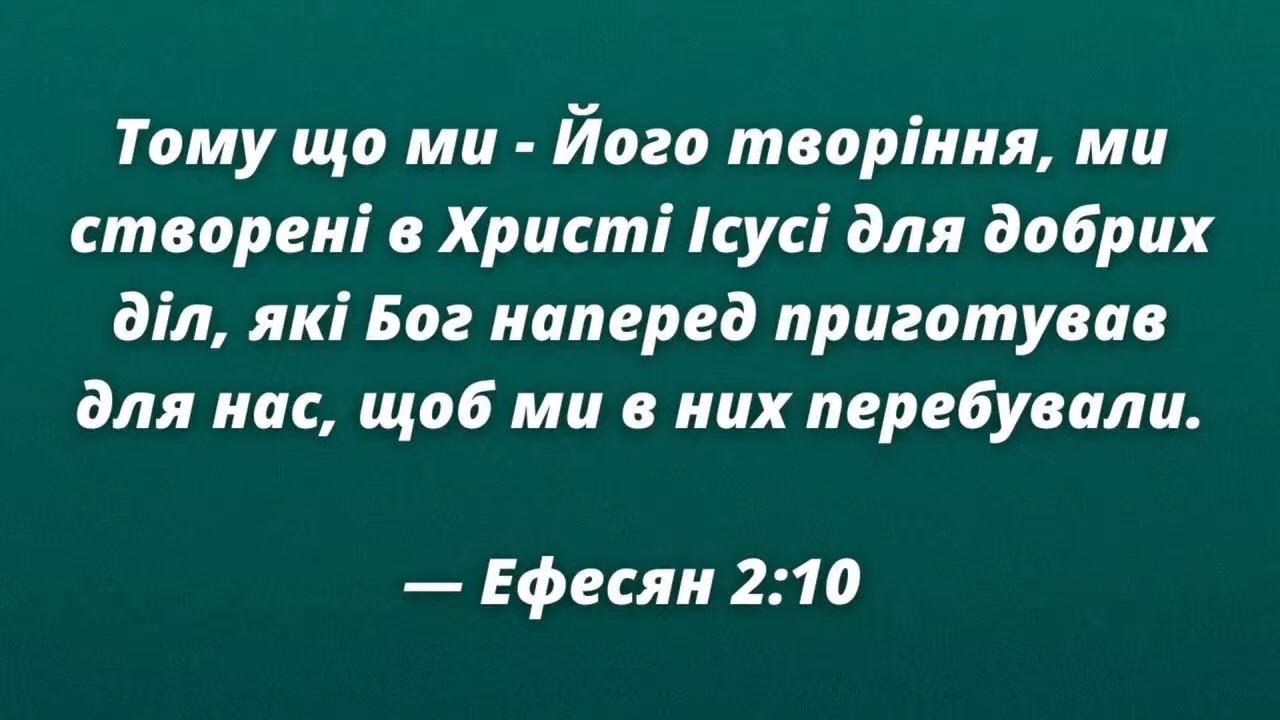 Тому що ми - Його творіння, ми
створені в Христі Ісусі для добрих
діл, які Бог наперед приготував
для нас, щоб ми в них перебували.
— Ефесян 2:10